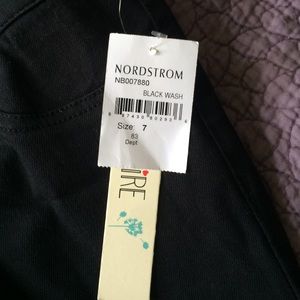 NORDSTROM
NB007880
BLACK WASH
Size: 7
83
Dept
IRE